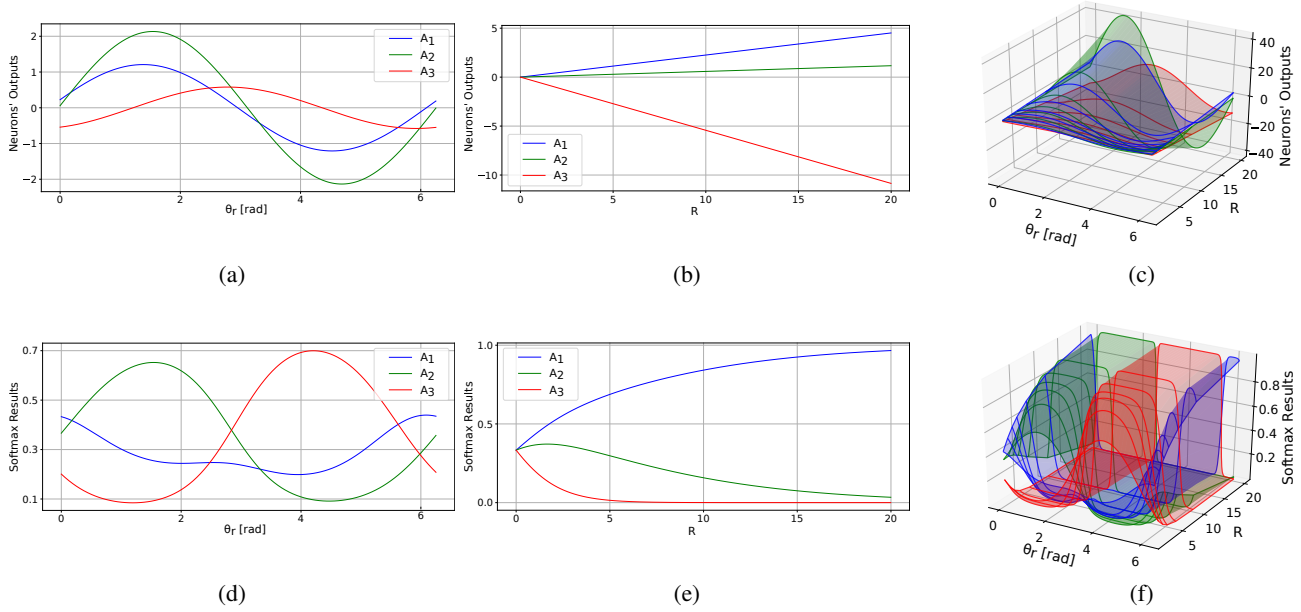 Neurons' Outputs
2
1
0
−1
−2
0
2
4
6
θr [rad]
A1
A2
A3
(a)
Neurons' Outputs
5
0
−5
−10
0
5
10
15
20
R
A1
A2
A3
(b)
Neurons' Outputs
40
20
0
−20
−40
0
2
4
6
θr [rad]
5
10
15
20
R
(c)
Softmax Results
0.7
0.5
0.3
0.1
0
2
4
6
θr [rad]
A1
A2
A3
(d)
Softmax Results
1.0
0.5
0.0
0
5
10
15
20
R
A1
A2
A3
(e)
Softmax Results
0.8
0.6
0.4
0.2
0
2
4
6
θr [rad]
5
10
15
20
R
(f)